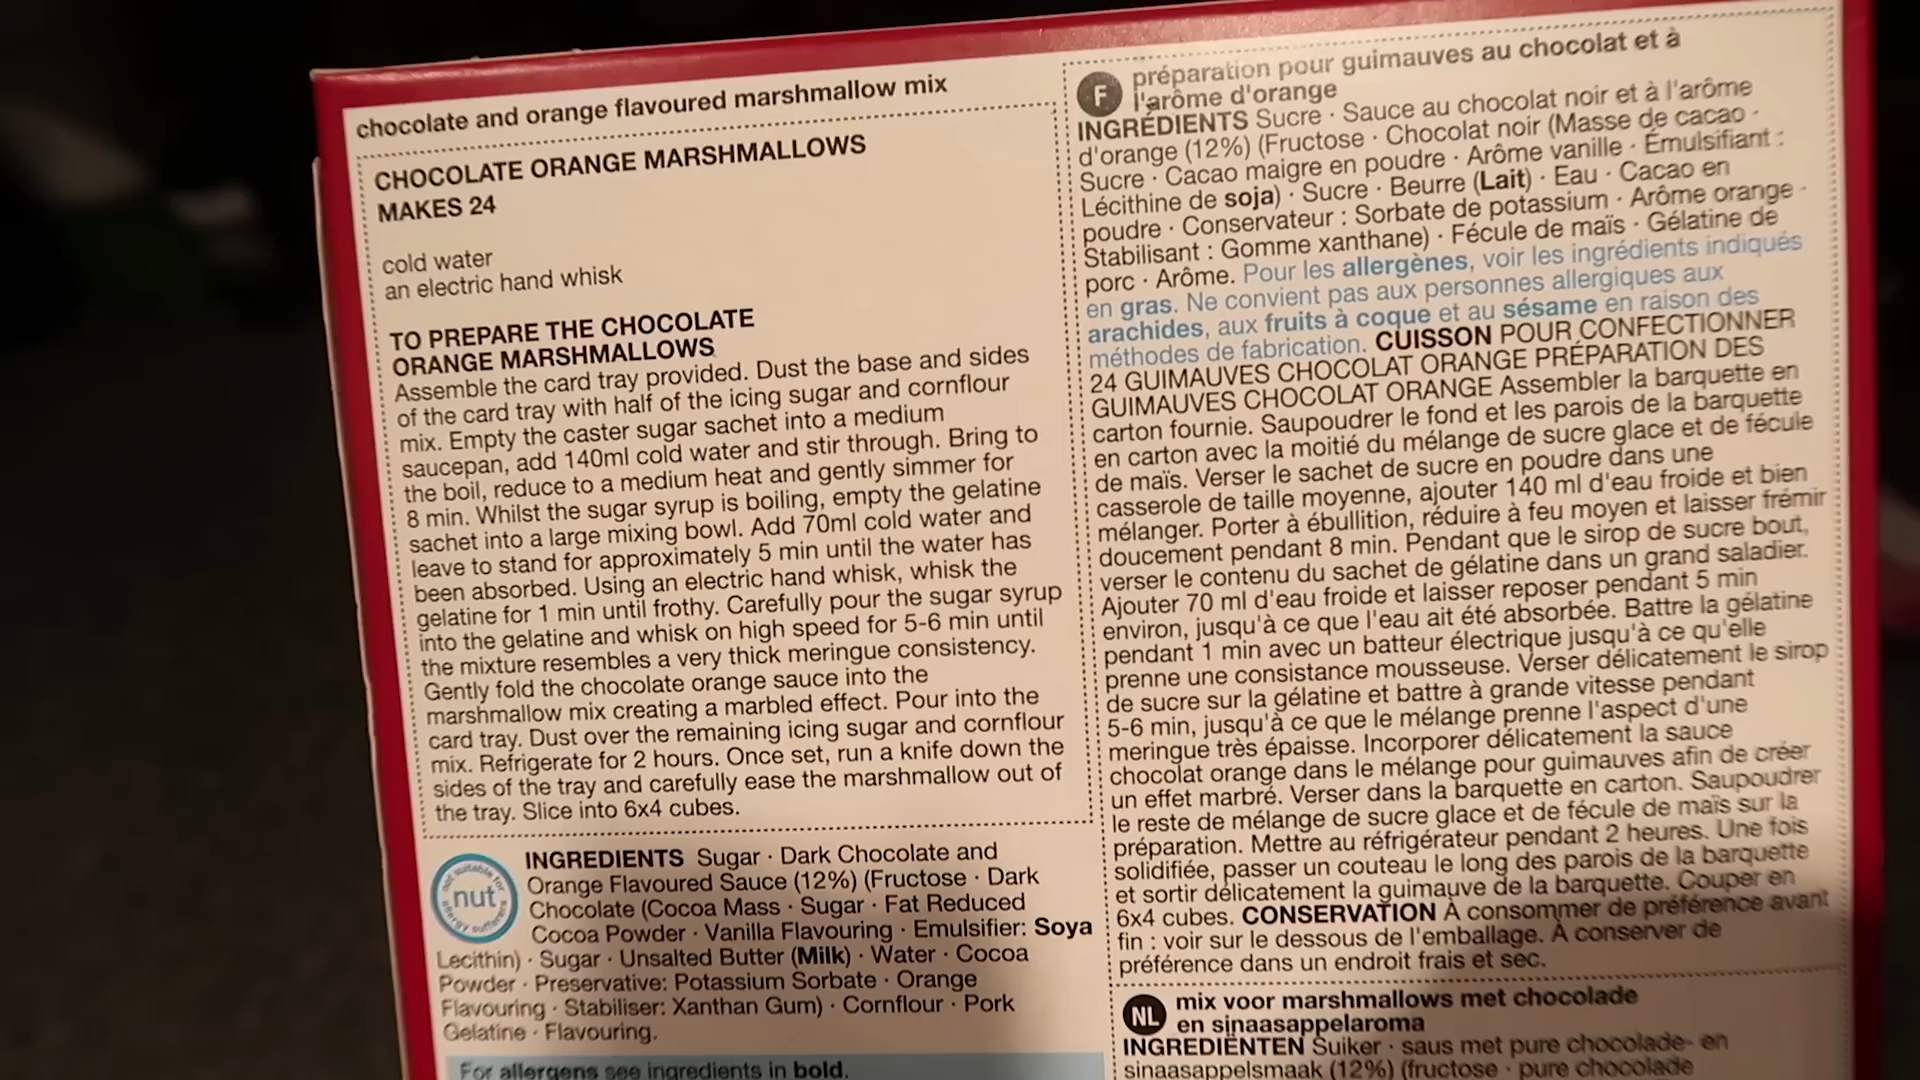 chocolate and orange flavoured marshmallow mix
CHOCOLATE ORANGE MARSHMALLOWS
MAKES 24
cold water
an electric hand whisk
TO PREPARE THE CHOCOLATE
ORANGE MARSHMALLOWS
Assemble the card tray provided. Dust the base and sides
of the card tray with half of the icing sugar and cornflour
mix. Empty the caster sugar sachet into a medium
saucepan, add 140ml cold water and stir through. Bring to
the boil, reduce to a medium heat and gently simmer for
8 min. Whilst the sugar syrup is boiling, empty the gelatine
sachet into a large mixing bowl. Add 70ml cold water and
leave to stand for approximately 5 min until the water has
been absorbed. Using an electric hand whisk, whisk the
gelatine for 1 min until frothy. Carefully pour the sugar syrup
into the gelatine and whisk on high speed for 5-6 min until
the mixture resembles a very thick meringue consistency.
Gently fold the chocolate orange sauce into the
marshmallow mix creating a marbled effect. Pour into the
card tray. Dust over the remaining icing sugar and cornflour
mix. Refrigerate for 2 hours. Once set, run a knife down the
sides of the tray and carefully ease the marshmallow out of
the tray. Slice into 6x4 cubes.
not suitable for
nut
allergy sufferers
INGREDIENTS Sugar · Dark Chocolate and
Orange Flavoured Sauce (12%) (Fructose · Dark
Chocolate (Cocoa Mass · Sugar · Fat Reduced
Cocoa Powder · Vanilla Flavouring · Emulsifier: Soya
Lecithin) · Sugar · Unsalted Butter (Milk) · Water · Cocoa
Powder · Preservative: Potassium Sorbate · Orange
Flavouring · Stabiliser: Xanthan Gum) · Cornflour · Pork
Gelatine · Flavouring.
For allergens see ingredients in bold.
F préparation pour guimauves au chocolat et à
l'arôme d'orange
INGRÉDIENTS Sucre · Sauce au chocolat noir et à l'arôme
d'orange (12%) (Fructose · Chocolat noir (Masse de cacao ·
Sucre · Cacao maigre en poudre · Arôme vanille · Émulsifiant :
Lécithine de soja) · Sucre · Beurre (Lait) · Eau · Cacao en
poudre · Conservateur : Sorbate de potassium · Arôme orange ·
Stabilisant : Gomme xanthane) · Fécule de maïs · Gélatine de
porc · Arôme. Pour les allergènes, voir les ingrédients indiqués
en gras. Ne convient pas aux personnes allergiques aux
arachides, aux fruits à coque et au sésame en raison des
méthodes de fabrication. CUISSON POUR CONFECTIONNER
24 GUIMAUVES CHOCOLAT ORANGE PRÉPARATION DES
GUIMAUVES CHOCOLAT ORANGE Assembler la barquette en
carton fournie. Saupoudrer le fond et les parois de la barquette
en carton avec la moitié du mélange de sucre glace et de fécule
de maïs. Verser le sachet de sucre en poudre dans une
casserole de taille moyenne, ajouter 140 ml d'eau froide et bien
mélanger. Porter à ébullition, réduire à feu moyen et laisser frémir
doucement pendant 8 min. Pendant que le sirop de sucre bout,
verser le contenu du sachet de gélatine dans un grand saladier.
Ajouter 70 ml d'eau froide et laisser reposer pendant 5 min
environ, jusqu'à ce que l'eau ait été absorbée. Battre la gélatine
pendant 1 min avec un batteur électrique jusqu'à ce qu'elle
prenne une consistance mousseuse. Verser délicatement le sirop
de sucre sur la gélatine et battre à grande vitesse pendant
5-6 min, jusqu'à ce que le mélange prenne l'aspect d'une
meringue très épaisse. Incorporer délicatement la sauce
chocolat orange dans le mélange pour guimauves afin de créer
un effet marbré. Verser dans la barquette en carton. Saupoudrer
le reste de mélange de sucre glace et de fécule de maïs sur la
préparation. Mettre au réfrigérateur pendant 2 heures. Une fois
solidifiée, passer un couteau le long des parois de la barquette
et sortir délicatement la guimauve de la barquette. Couper en
6x4 cubes. CONSERVATION À consommer de préférence avant
fin : voir sur le dessous de l'emballage. À conserver de
préférence dans un endroit frais et sec.
NL mix voor marshmallows met chocolade
en sinaasappelaroma
INGREDIËNTEN Suiker · saus met pure chocolade- en
sinaasappelsmaak (12%) (fructose · pure chocolade